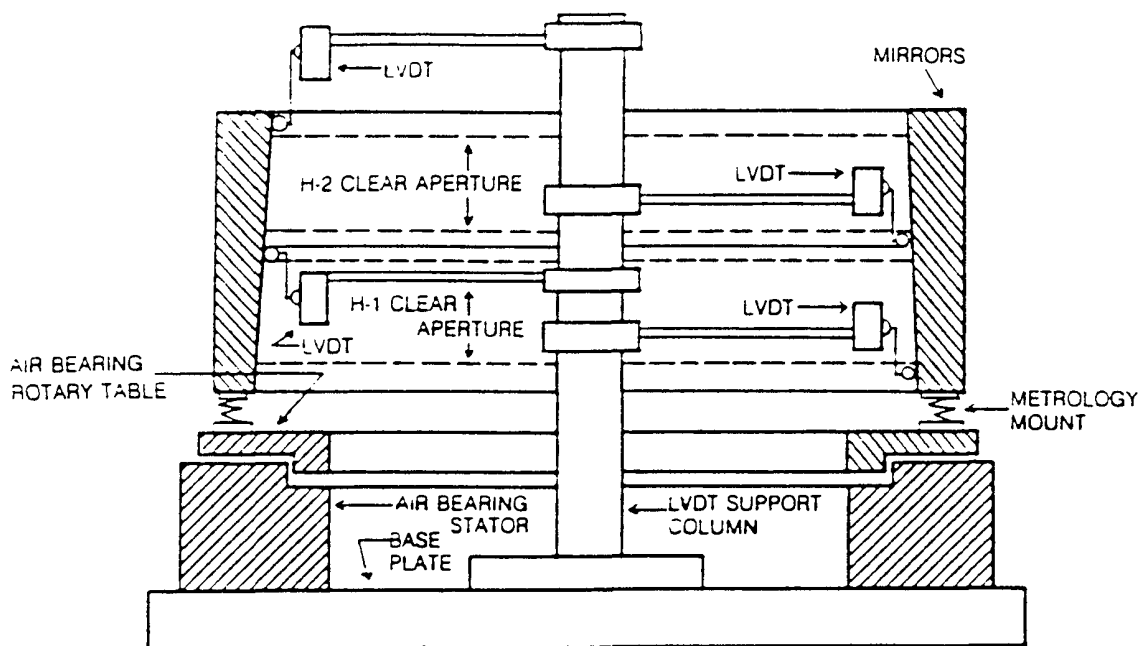 LVDT
MIRRORS
H-2 CLEAR APERTURE
LVDT
H-1 CLEAR
APERTURE
LVDT
LVDT
AIR BEARING
ROTARY TABLE
METROLOGY
MOUNT
AIR BEARING
STATOR
LVDT SUPPORT
COLUMN
BASE
PLATE